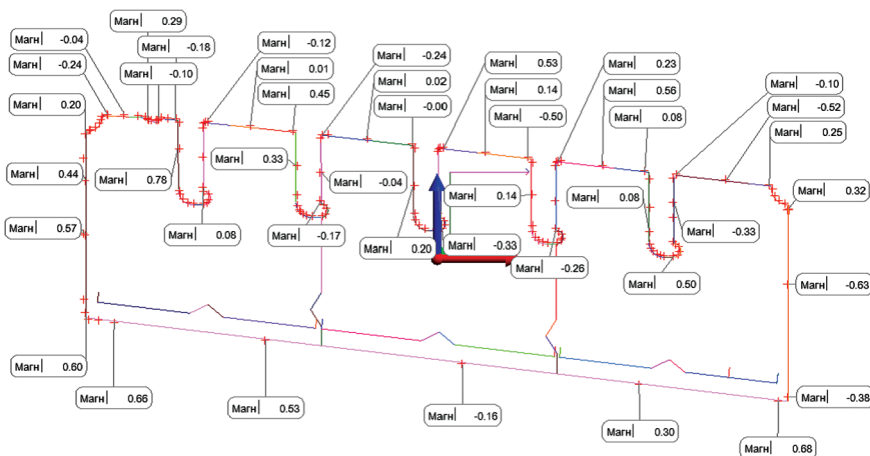 Магн| 0.29
Магн| -0.04
Магн| -0.18
Магн| -0.12
Магн| -0.24
Магн| -0.24
Магн| 0.53
Магн| 0.23
Магн| -0.10
Магн| 0.01
Магн| 0.02
Магн| 0.14
Магн| 0.56
Магн| -0.52
Магн| 0.20
Магн| -0.10
Магн| 0.45
Магн| -0.00
Магн| -0.50
Магн| 0.08
Магн| 0.25
Магн| 0.44
Магн| 0.78
Магн| 0.33
Магн| -0.04
Магн| 0.14
Магн| 0.08
Магн| 0.32
Магн| 0.57
Магн| 0.08
Магн| -0.17
Магн| 0.20
Магн| -0.33
Магн| -0.26
Магн| -0.33
Магн| 0.50
Магн| -0.63
Магн| 0.60
Магн| 0.66
Магн| 0.53
Магн| -0.16
Магн| 0.30
Магн| -0.38
Магн| 0.68